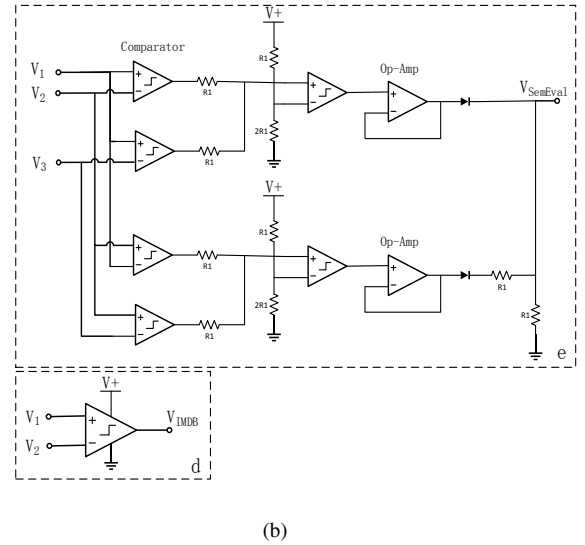 V+
Comparator
R1
Op-Amp
V1
V2
+
−
R1
+
−
+
−
VSemEval
2R1
V3
+
−
R1
V+
R1
Op-Amp
+
−
R1
+
−
+
−
R1
2R1
R1
+
−
R1
e
V+
V1
V2
+
−
VIMDB
d
(b)